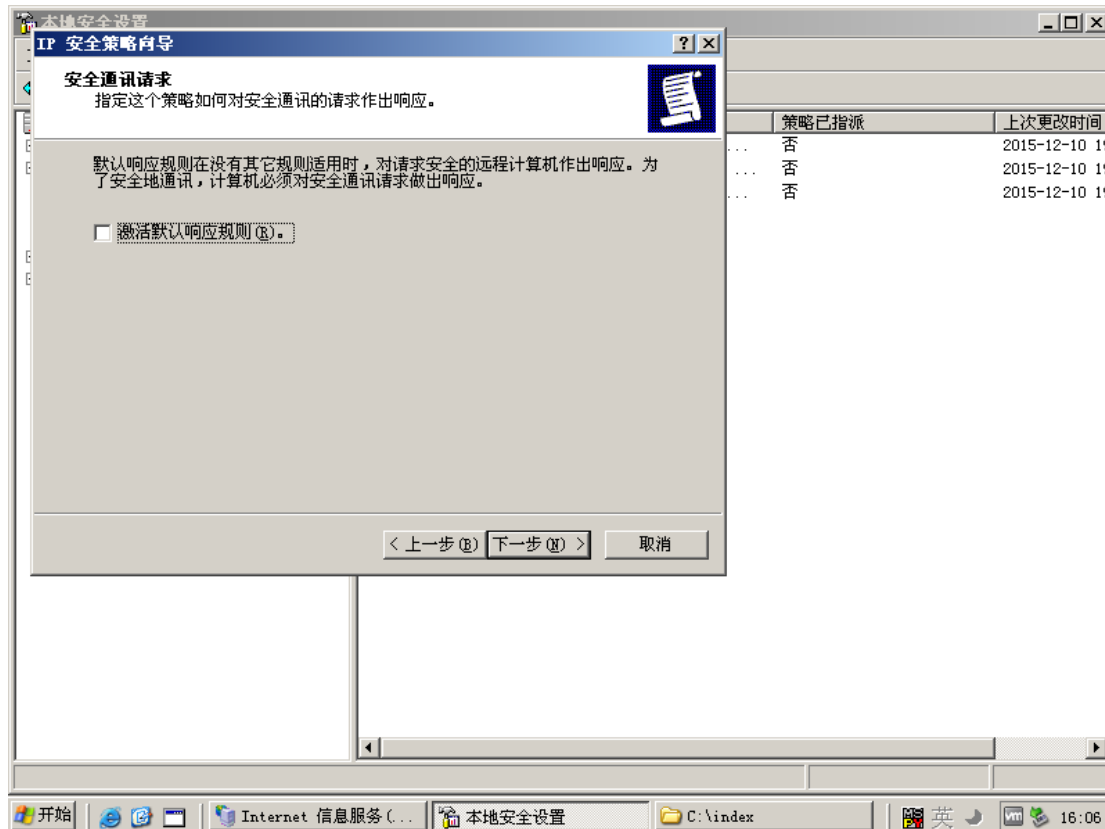 本地安全设置
IP 安全策略向导
安全通讯请求
指定这个策略如何对安全通讯的请求作出响应。
策略已指派
上次更改时间
... 否 2015-12-10 1
... 否 2015-12-10 1
... 否 2015-12-10 1
默认响应规则在没有其它规则适用时，对请求安全的远程计算机作出响应。为
了安全地通讯，计算机必须对安全通讯请求做出响应。
激活默认响应规则(R)。
< 上一步(B) 下一步(N) > 取消
开始 Internet 信息服务(... 本地安全设置 C:\index 英 16:06